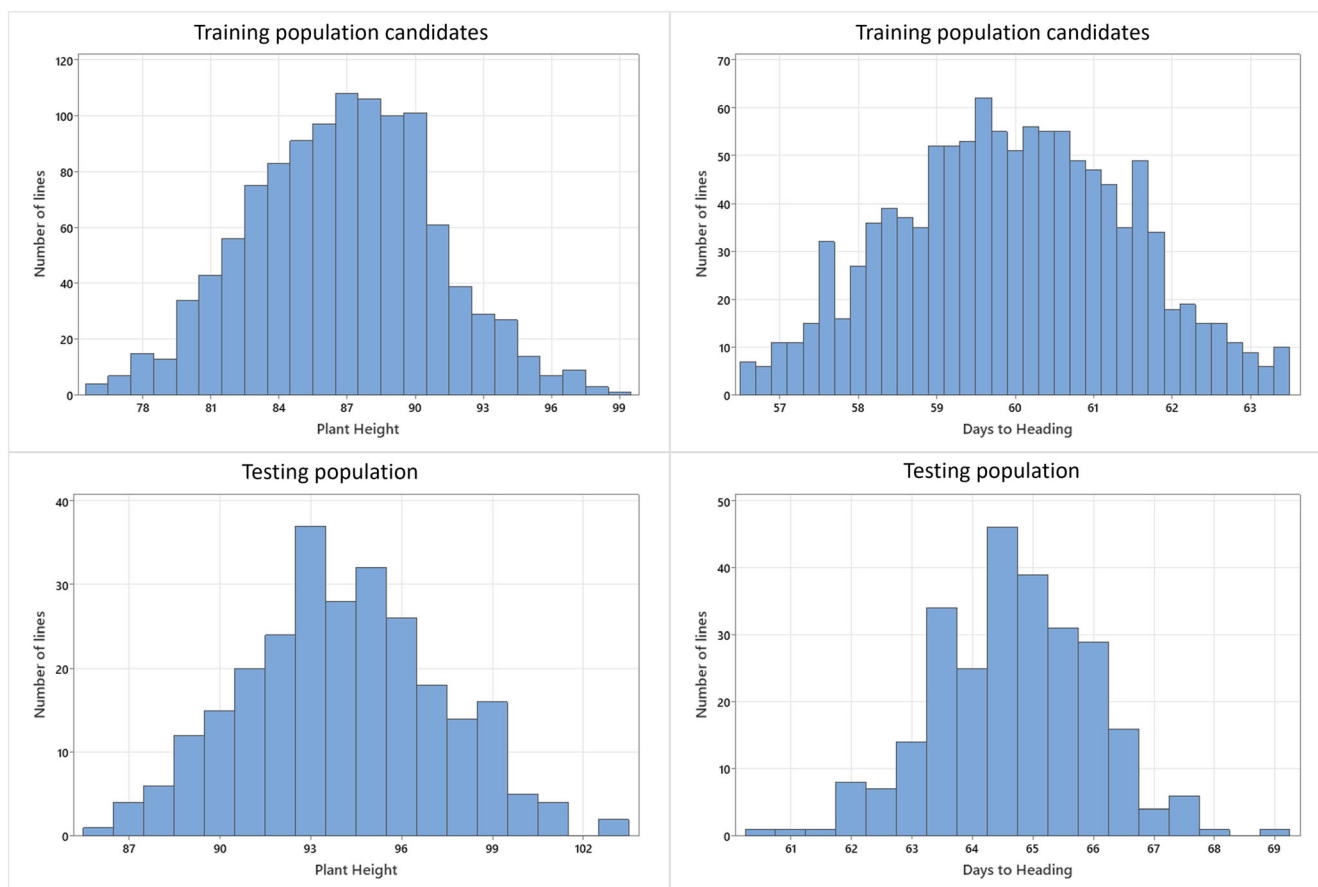 Training population candidates
120
100
80
60
40
20
0
Number of lines
78 81 84 87 90 93 96 99
Plant Height
Training population candidates
70
60
50
40
30
20
10
0
Number of lines
57 58 59 60 61 62 63
Days to Heading
Testing population
40
30
20
10
0
Number of lines
87 90 93 96 99 102
Plant Height
Testing population
50
40
30
20
10
0
Number of lines
61 62 63 64 65 66 67 68 69
Days to Heading